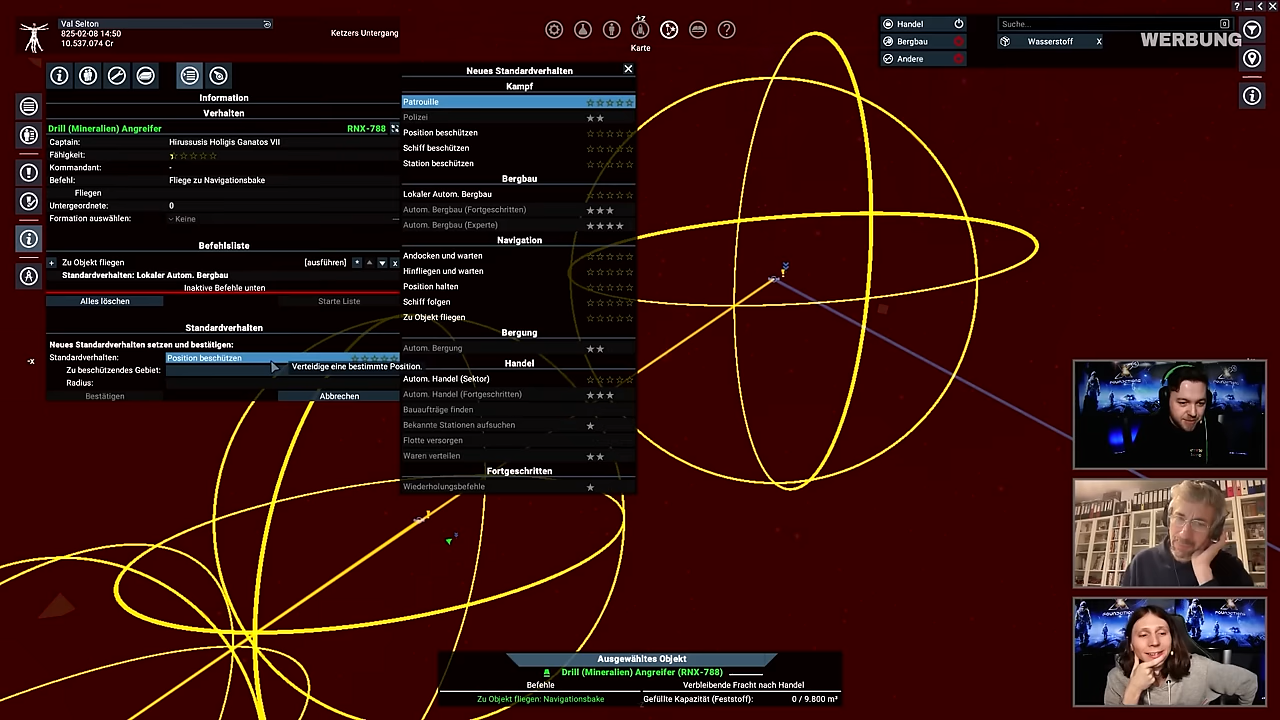 Val Selton
825-02-08 14:50
10.537.074 Cr
Ketzers Untergang
+z
Karte
Handel
Bergbau
Andere
Suche...
Wasserstoff X
WERBUNG
Information
Verhalten
Drill (Mineralien) Angreifer RNX-788
Captain: Hirussusis Holigis Ganatos VII
Fähigkeit:
Kommandant: -
Befehl: Fliege zu Navigationsbake
Fliegen
Untergeordnete: 0
Formation auswählen: - Keine
Befehlsliste
+ Zu Objekt fliegen [ausführen] x
Standardverhalten: Lokaler Autom. Bergbau
Inaktive Befehle unten
Alles löschen Starte Liste
Standardverhalten
Neues Standardverhalten setzen und bestätigen:
Standardverhalten: Position beschützen
Zu beschützendes Gebiet:
Radius:
Bestätigen Abbrechen
Verteidige eine bestimmte Position.
-x
Neues Standardverhalten X
Kampf
Patrouille
Polizei
Position beschützen
Schiff beschützen
Station beschützen
Bergbau
Lokaler Autom. Bergbau
Autom. Bergbau (Fortgeschritten)
Autom. Bergbau (Experte)
Navigation
Andocken und warten
Hinfliegen und warten
Position halten
Schiff folgen
Zu Objekt fliegen
Bergung
Autom. Bergung
Handel
Autom. Handel (Sektor)
Autom. Handel (Fortgeschritten)
Bauaufträge finden
Bekannte Stationen aufsuchen
Flotte versorgen
Waren verteilen
Fortgeschritten
Wiederholungsbefehle
Ausgewähltes Objekt
Drill (Mineralien) Angreifer (RNX-788)
Befehle Verbleibende Fracht nach Handel
Zu Objekt fliegen: Navigationsbake Gefüllte Kapazität (Feststoff): 0 / 9.800 m³